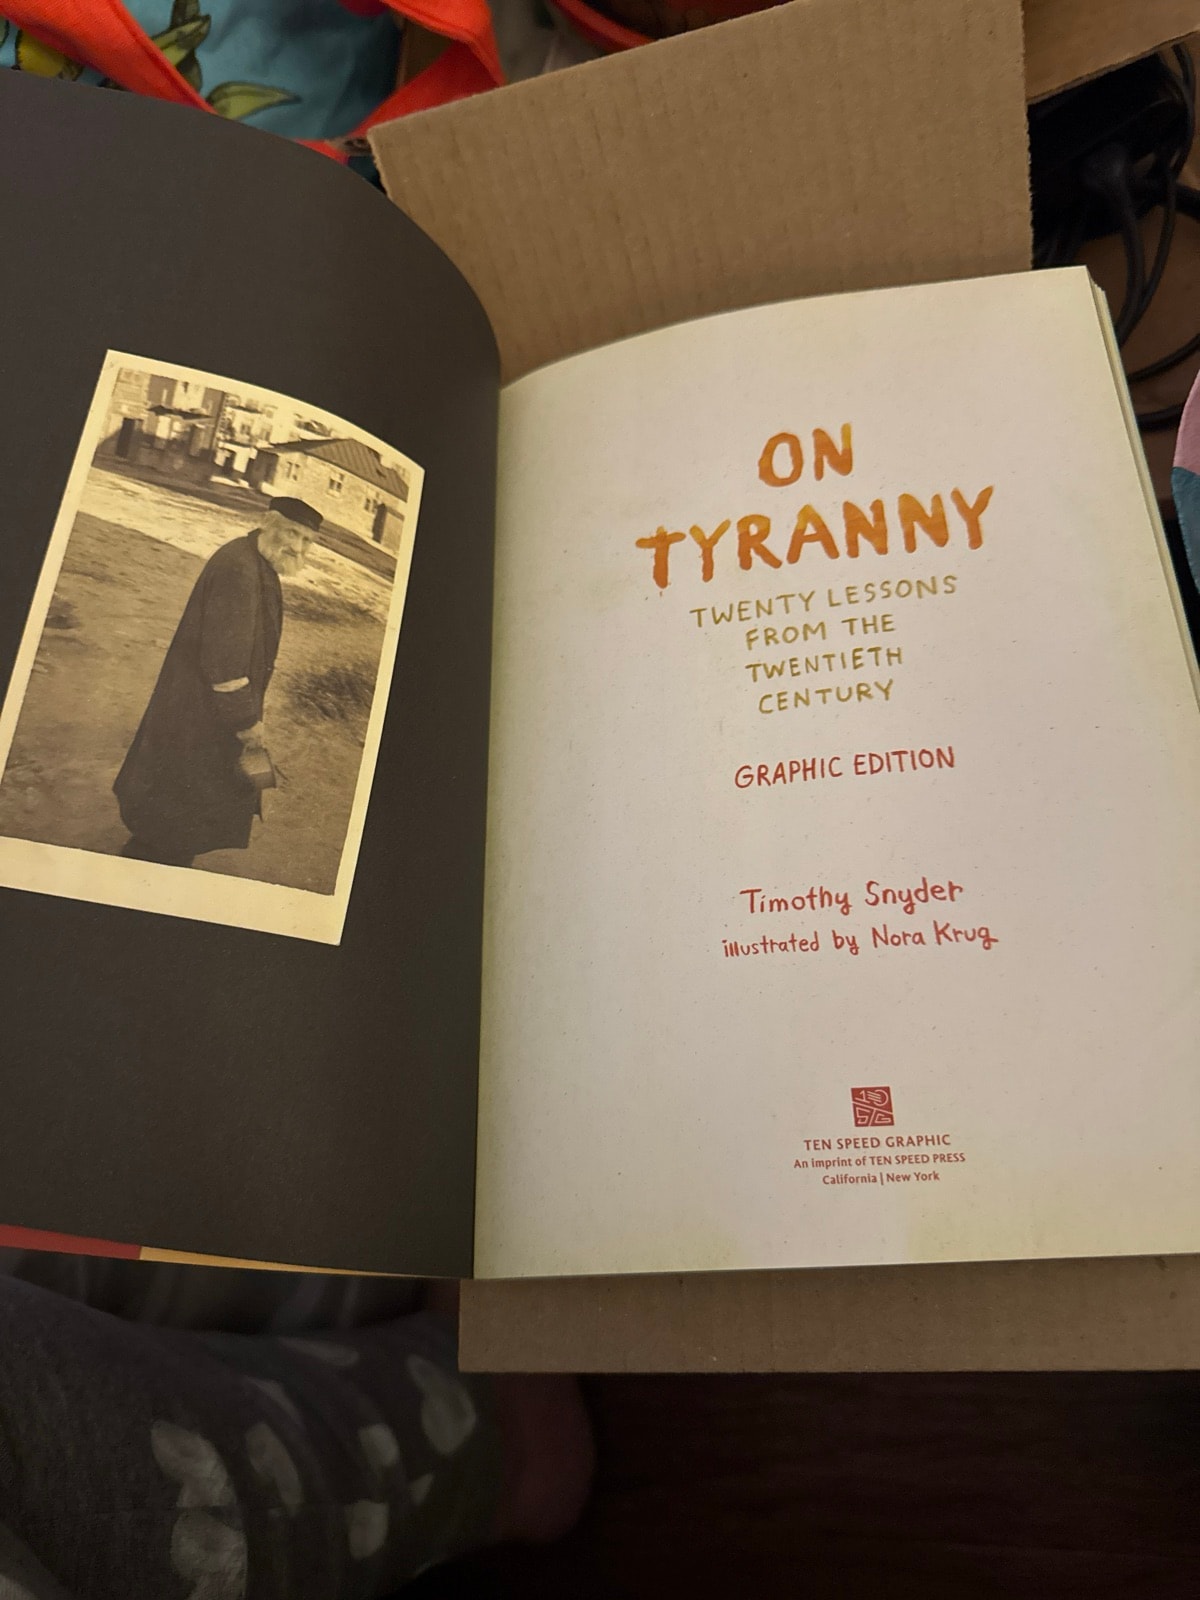 ON
TYRANNY
TWENTY LESSONS
FROM THE
TWENTIETH
CENTURY
GRAPHIC EDITION
Timothy Snyder
illustrated by Nora Krug
TEN SPEED GRAPHIC
An imprint of TEN SPEED PRESS
California | New York